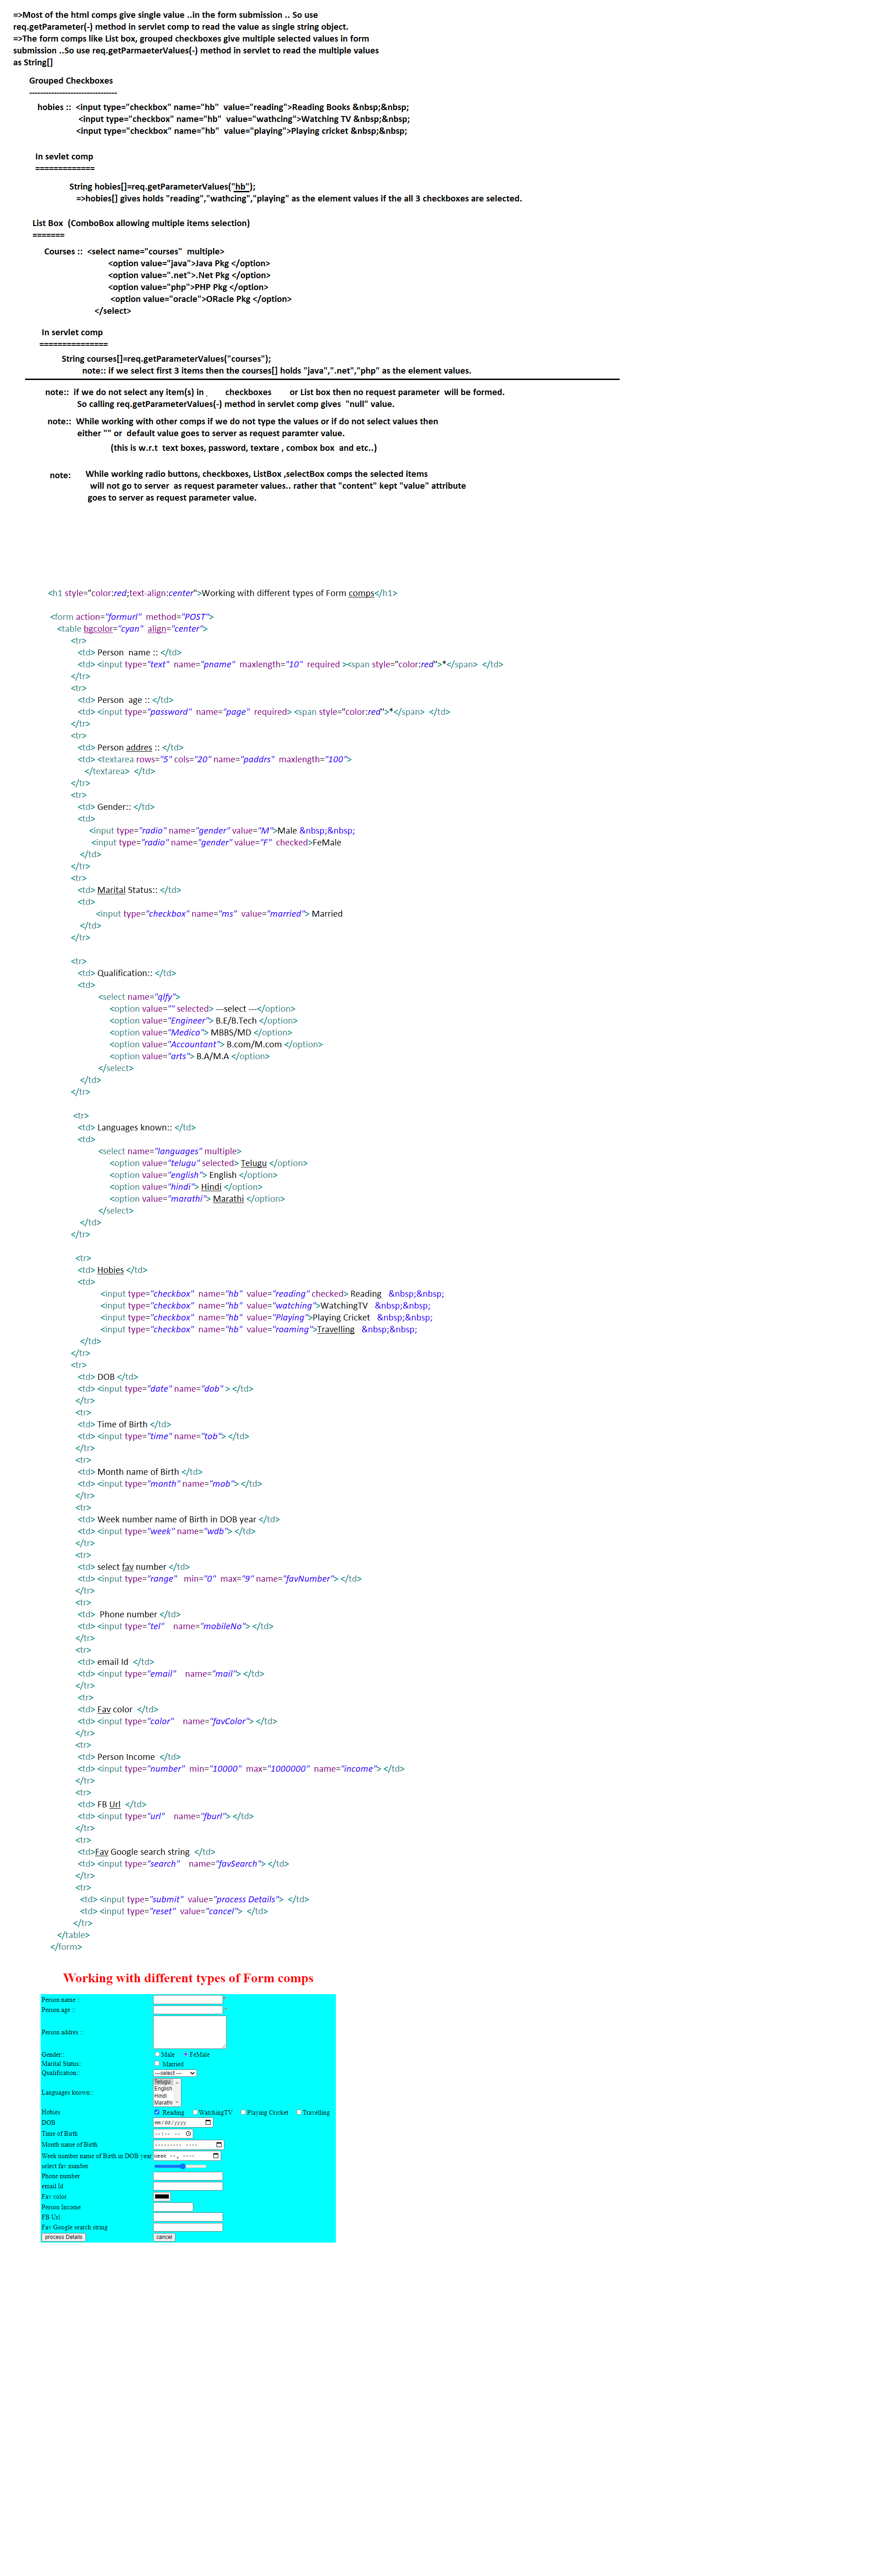 =>Most of the html comps give single value ..in the form submission .. So use
req.getParameter(-) method in servlet comp to read the value as single string object.
=>The form comps like List box, grouped checkboxes give multiple selected values in form
submission ..So use req.getParmaeterValues(-) method in servlet to read the multiple values
as String[]
Grouped Checkboxes
--------------------------------
hobies :: <input type="checkbox" name="hb" value="reading">Reading Books &nbsp;&nbsp;
<input type="checkbox" name="hb" value="wathcing">Watching TV &nbsp;&nbsp;
<input type="checkbox" name="hb" value="playing">Playing cricket &nbsp;&nbsp;
In sevlet comp
=============
String hobies[]=req.getParameterValues("hb");
=>hobies[] gives holds "reading","wathcing","playing" as the element values if the all 3 checkboxes are selected.
List Box (ComboBox allowing multiple items selection)
=======
Courses :: <select name="courses" multiple>
<option value="java">Java Pkg </option>
<option value=".net">.Net Pkg </option>
<option value="php">PHP Pkg </option>
<option value="oracle">ORacle Pkg </option>
</select>
In servlet comp
===============
String courses[]=req.getParameterValues("courses");
note:: if we select first 3 items then the courses[] holds "java",".net","php" as the element values.
note:: if we do not select any item(s) in checkboxes or List box then no request parameter will be formed.
So calling req.getParameterValues(-) method in servlet comp gives "null" value.
note:: While working with other comps if we do not type the values or if do not select values then
either "" or default value goes to server as request paramter value.
(this is w.r.t text boxes, password, textare , combox box and etc..)
note: While working radio buttons, checkboxes, ListBox ,selectBox comps the selected items
will not go to server as request parameter values.. rather that "content" kept "value" attribute
goes to server as request parameter value.
<h1 style="color:red;text-align:center">Working with different types of Form comps</h1>
<form action="formurl" method="POST">
<table bgcolor="cyan" align="center">
<tr>
<td> Person name :: </td>
<td> <input type="text" name="pname" maxlength="10" required ><span style="color:red">*</span> </td>
</tr>
<tr>
<td> Person age :: </td>
<td> <input type="password" name="page" required> <span style="color:red">*</span> </td>
</tr>
<tr>
<td> Person addres :: </td>
<td> <textarea rows="5" cols="20" name="paddrs" maxlength="100">
</textarea> </td>
</tr>
<tr>
<td> Gender:: </td>
<td>
<input type="radio" name="gender" value="M">Male &nbsp;&nbsp;
<input type="radio" name="gender" value="F" checked>FeMale
</td>
</tr>
<tr>
<td> Marital Status:: </td>
<td>
<input type="checkbox" name="ms" value="married"> Married
</td>
</tr>
<tr>
<td> Qualification:: </td>
<td>
<select name="qlfy">
<option value="" selected> ---select ---</option>
<option value="Engineer"> B.E/B.Tech </option>
<option value="Medico"> MBBS/MD </option>
<option value="Accountant"> B.com/M.com </option>
<option value="arts"> B.A/M.A </option>
</select>
</td>
</tr>
<tr>
<td> Languages known:: </td>
<td>
<select name="languages" multiple>
<option value="telugu" selected> Telugu </option>
<option value="english"> English </option>
<option value="hindi"> Hindi </option>
<option value="marathi"> Marathi </option>
</select>
</td>
</tr>
<tr>
<td> Hobies </td>
<td>
<input type="checkbox" name="hb" value="reading" checked> Reading &nbsp;&nbsp;
<input type="checkbox" name="hb" value="watching">WatchingTV &nbsp;&nbsp;
<input type="checkbox" name="hb" value="Playing">Playing Cricket &nbsp;&nbsp;
<input type="checkbox" name="hb" value="roaming">Travelling &nbsp;&nbsp;
</td>
</tr>
<tr>
<td> DOB </td>
<td> <input type="date" name="dob" > </td>
</tr>
<tr>
<td> Time of Birth </td>
<td> <input type="time" name="tob"> </td>
</tr>
<tr>
<td> Month name of Birth </td>
<td> <input type="month" name="mob"> </td>
</tr>
<tr>
<td> Week number name of Birth in DOB year </td>
<td> <input type="week" name="wdb"> </td>
</tr>
<tr>
<td> select fav number </td>
<td> <input type="range" min="0" max="9" name="favNumber"> </td>
</tr>
<tr>
<td> Phone number </td>
<td> <input type="tel" name="mobileNo"> </td>
</tr>
<tr>
<td> email Id </td>
<td> <input type="email" name="mail"> </td>
</tr>
<tr>
<td> Fav color </td>
<td> <input type="color" name="favColor"> </td>
</tr>
<tr>
<td> Person Income </td>
<td> <input type="number" min="10000" max="1000000" name="income"> </td>
</tr>
<tr>
<td> FB Url </td>
<td> <input type="url" name="fburl"> </td>
</tr>
<tr>
<td>Fav Google search string </td>
<td> <input type="search" name="favSearch"> </td>
</tr>
<tr>
<td> <input type="submit" value="process Details"> </td>
<td> <input type="reset" value="cancel"> </td>
</tr>
</table>
</form>
Working with different types of Form comps
Person name :: *
Person age :: *
Person addres ::
Gender:: Male FeMale
Marital Status:: Married
Qualification:: ---select ---
Telugu
English
Languages known::
Hindi
Marathi
Hobies Reading WatchingTV Playing Cricket Travelling
DOB mm/dd/yyyy
Time of Birth --:-- --
Month name of Birth --------- ----
Week number name of Birth in DOB year Week --, ----
select fav number
Phone number
email Id
Fav color
Person Income
FB Url
Fav Google search string
process Details cancel